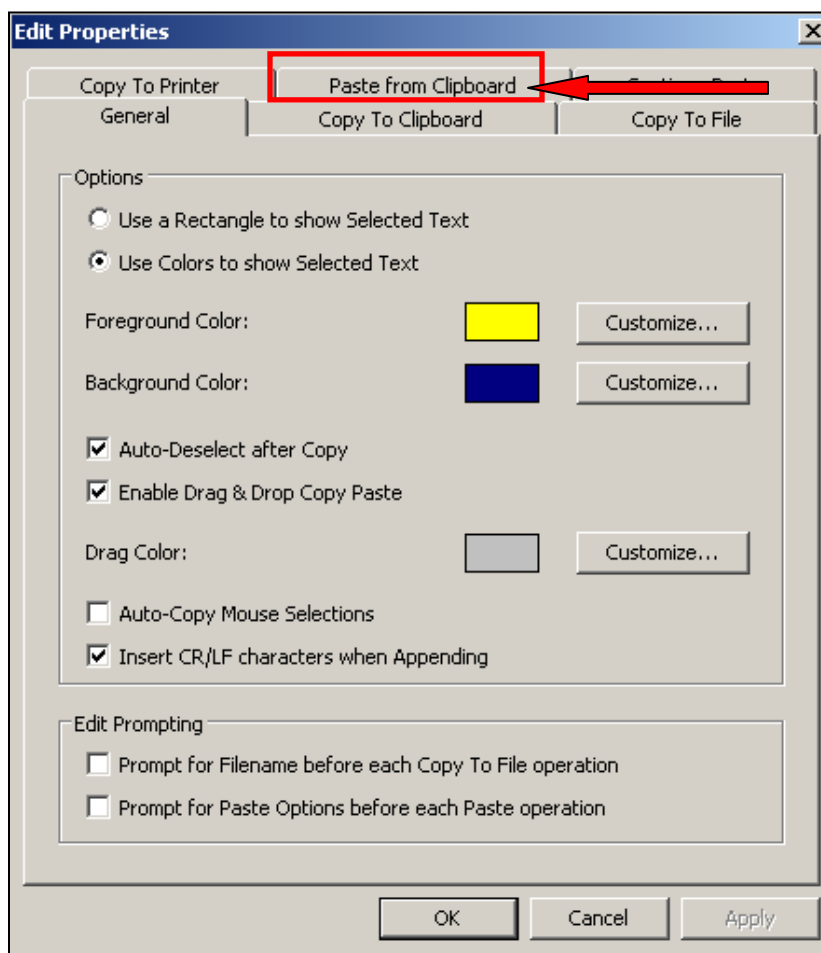 Edit Properties
Copy To Printer
Paste from Clipboard
General
Copy To Clipboard
Copy To File
Options
Use a Rectangle to show Selected Text
Use Colors to show Selected Text
Foreground Color:
Customize...
Background Color:
Customize...
Auto-Deselect after Copy
Enable Drag & Drop Copy Paste
Drag Color:
Customize...
Auto-Copy Mouse Selections
Insert CR/LF characters when Appending
Edit Prompting
Prompt for Filename before each Copy To File operation
Prompt for Paste Options before each Paste operation
OK
Cancel
Apply